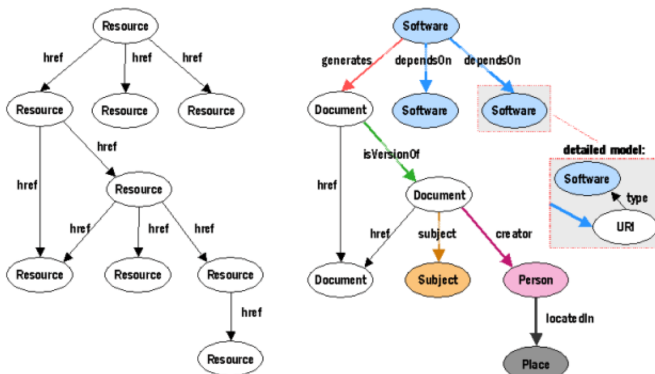 Resource
href
href
href
Resource
Resource
Resource
href
href
Resource
href
href
href
Resource
Resource
Resource
href
Resource
Software
generates
dependsOn
dependsOn
Document
Software
Software
isVersionOf
detailed model:
Software
type
URI
href
Document
href
subject
creator
Document
Subject
Person
locatedIn
Place